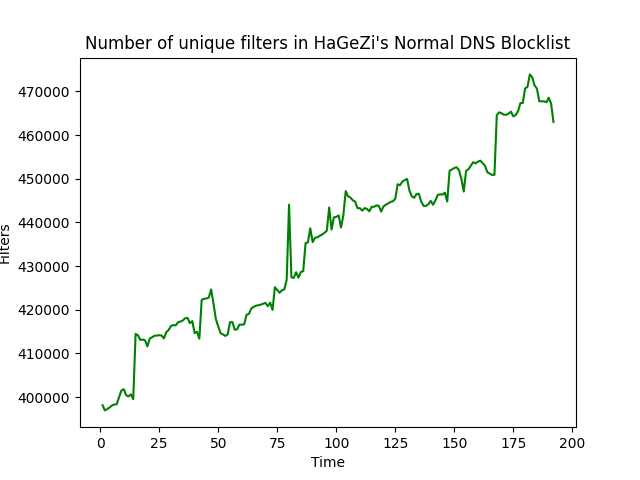 Number of unique filters in HaGeZi's Normal DNS Blocklist
470000
460000
450000
440000
430000
420000
410000
400000
Filters
0 25 50 75 100 125 150 175 200
Time